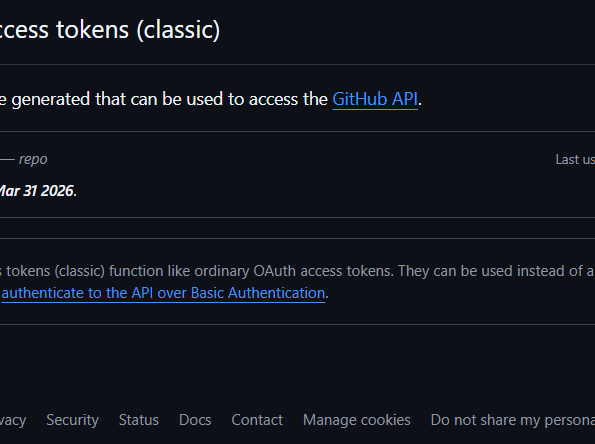 ccess tokens (classic)
e generated that can be used to access the GitHub API.
— repo
Last us
Mar 31 2026.
s tokens (classic) function like ordinary OAuth access tokens. They can be used instead of a
authenticate to the API over Basic Authentication.
vacy Security Status Docs Contact Manage cookies Do not share my persona